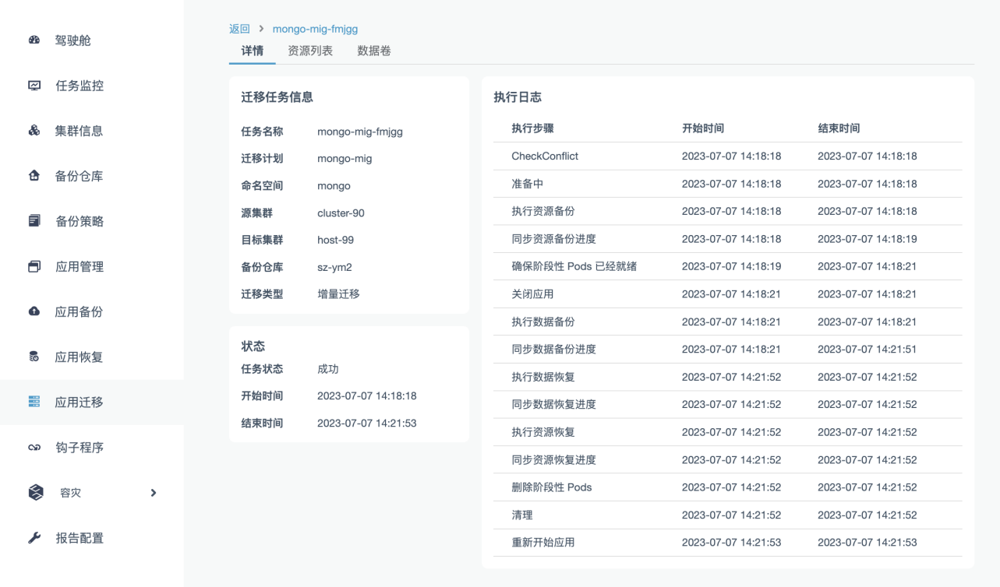 驾驶舱
任务监控
集群信息
备份仓库
备份策略
应用管理
应用备份
应用恢复
应用迁移
钩子程序
容灾
报告配置
返回 mongo-mig-fmjgg
详情 资源列表 数据卷
迁移任务信息
任务名称 mongo-mig-fmjgg
迁移计划 mongo-mig
命名空间 mongo
源集群 cluster-90
目标集群 host-99
备份仓库 sz-ym2
迁移类型 增量迁移
状态
任务状态 成功
开始时间 2023-07-07 14:18:18
结束时间 2023-07-07 14:21:53
执行日志
执行步骤 开始时间 结束时间
CheckConflict 2023-07-07 14:18:18 2023-07-07 14:18:18
准备中 2023-07-07 14:18:18 2023-07-07 14:18:18
执行资源备份 2023-07-07 14:18:18 2023-07-07 14:18:18
同步资源备份进度 2023-07-07 14:18:18 2023-07-07 14:18:19
确保阶段性 Pods 已经就绪 2023-07-07 14:18:19 2023-07-07 14:18:21
关闭应用 2023-07-07 14:18:21 2023-07-07 14:18:21
执行数据备份 2023-07-07 14:18:21 2023-07-07 14:18:21
同步数据备份进度 2023-07-07 14:18:21 2023-07-07 14:21:51
执行数据恢复 2023-07-07 14:21:52 2023-07-07 14:21:52
同步数据恢复进度 2023-07-07 14:21:52 2023-07-07 14:21:52
执行资源恢复 2023-07-07 14:21:52 2023-07-07 14:21:52
同步资源恢复进度 2023-07-07 14:21:52 2023-07-07 14:21:52
删除阶段性 Pods 2023-07-07 14:21:52 2023-07-07 14:21:52
清理 2023-07-07 14:21:52 2023-07-07 14:21:52
重新开始应用 2023-07-07 14:21:53 2023-07-07 14:21:53